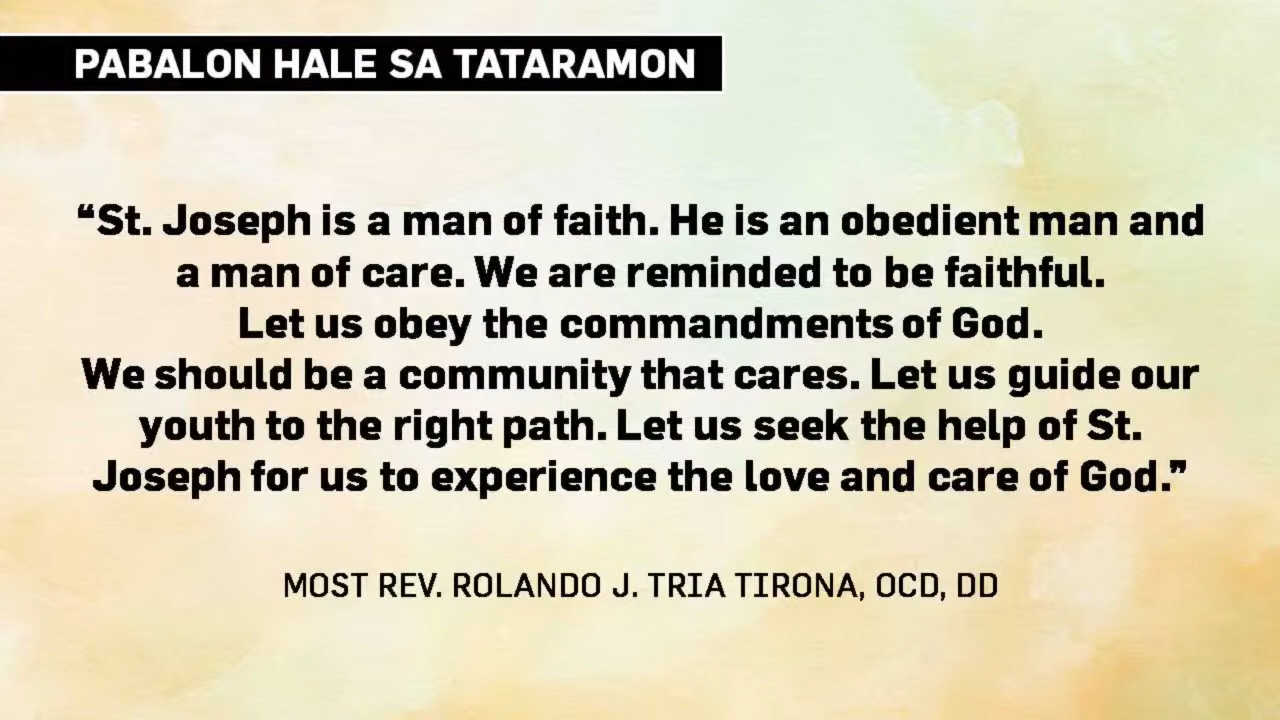 PABALON HALE SA TATARAMON
“St. Joseph is a man of faith. He is an obedient man and
a man of care. We are reminded to be faithful.
Let us obey the commandments of God.
We should be a community that cares. Let us guide our
youth to the right path. Let us seek the help of St.
Joseph for us to experience the love and care of God.”
MOST REV. ROLANDO J. TRIA TIRONA, OCD, DD